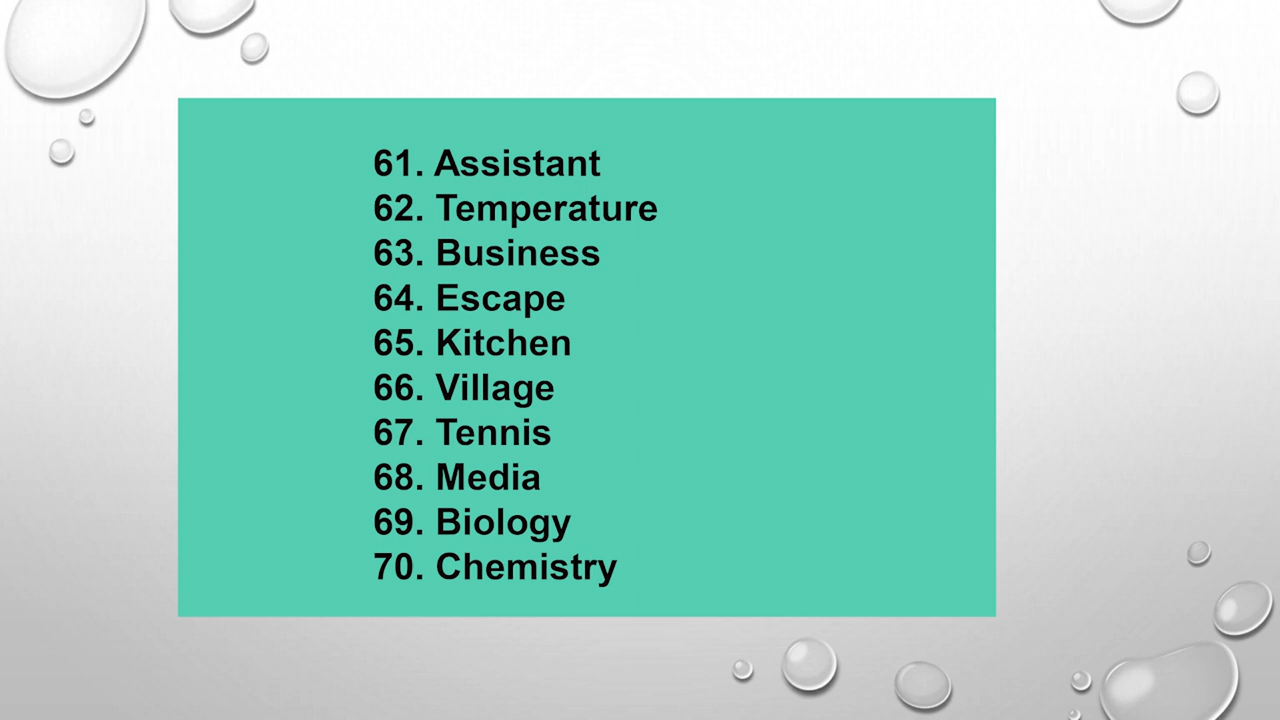 61. Assistant
62. Temperature
63. Business
64. Escape
65. Kitchen
66. Village
67. Tennis
68. Media
69. Biology
70. Chemistry